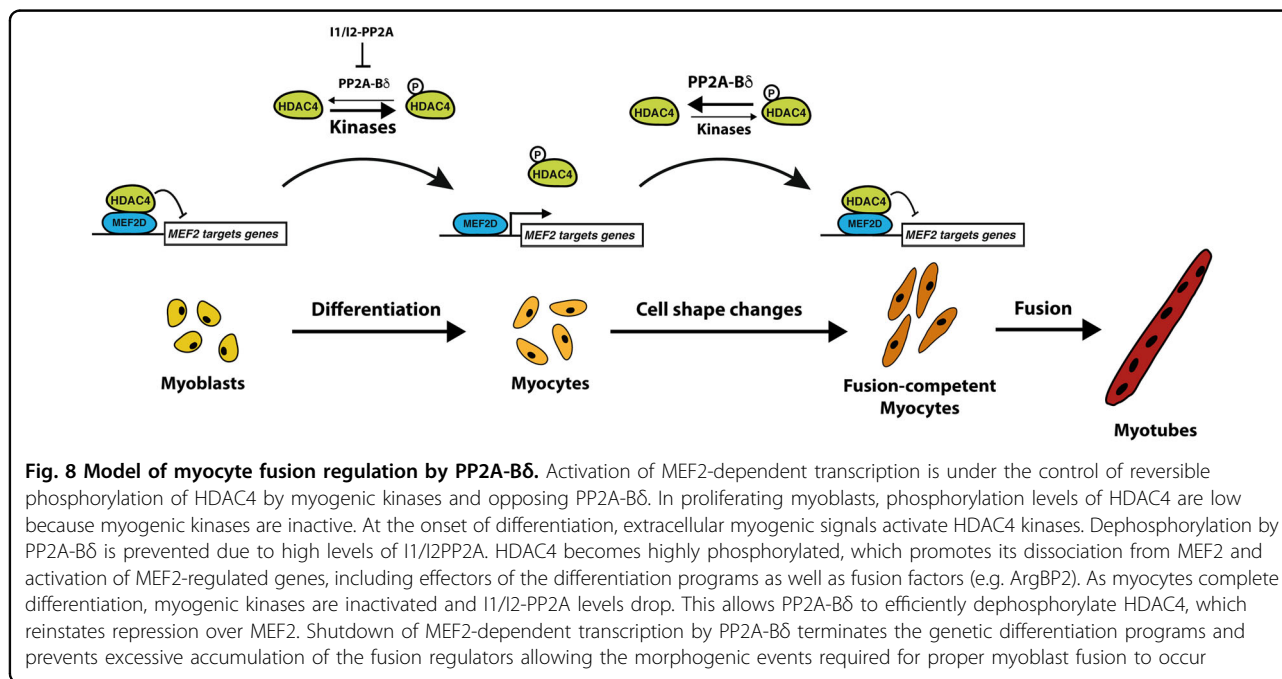 I1/I2-PP2A
PP2A-Bδ
HDAC4
P
HDAC4
Kinases
PP2A-Bδ
HDAC4
P
HDAC4
Kinases
HDAC4
MEF2D
MEF2 targets genes
P
HDAC4
MEF2D
MEF2 targets genes
HDAC4
MEF2D
MEF2 targets genes
Differentiation
Cell shape changes
Fusion
Myoblasts
Myocytes
Fusion-competent
Myocytes
Myotubes
Fig. 8 Model of myocyte fusion regulation by PP2A-Bδ. Activation of MEF2-dependent transcription is under the control of reversible
phosphorylation of HDAC4 by myogenic kinases and opposing PP2A-Bδ. In proliferating myoblasts, phosphorylation levels of HDAC4 are low
because myogenic kinases are inactive. At the onset of differentiation, extracellular myogenic signals activate HDAC4 kinases. Dephosphorylation by
PP2A-Bδ is prevented due to high levels of I1/I2PP2A. HDAC4 becomes highly phosphorylated, which promotes its dissociation from MEF2 and
activation of MEF2-regulated genes, including effectors of the differentiation programs as well as fusion factors (e.g. ArgBP2). As myocytes complete
differentiation, myogenic kinases are inactivated and I1/I2-PP2A levels drop. This allows PP2A-Bδ to efficiently dephosphorylate HDAC4, which
reinstates repression over MEF2. Shutdown of MEF2-dependent transcription by PP2A-Bδ terminates the genetic differentiation programs and
prevents excessive accumulation of the fusion regulators allowing the morphogenic events required for proper myoblast fusion to occur